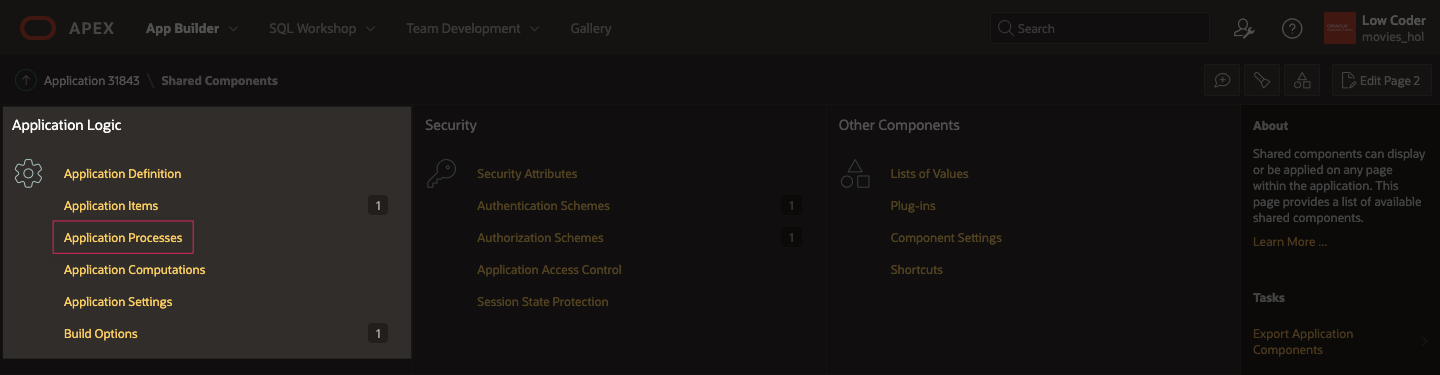 APEX
App Builder
SQL Workshop
Team Development
Gallery
Search
Low Coder
movies_hol
Application 31843 \ Shared Components
Edit Page 2
Application Logic
Application Definition
Application Items 1
Application Processes
Application Computations
Application Settings
Build Options 1
Security
Security Attributes
Authentication Schemes 1
Authorization Schemes 1
Application Access Control
Session State Protection
Other Components
Lists of Values
Plug-ins
Component Settings
Shortcuts
About
Shared components can display
or be applied on any page
within the application. This
page provides a list of available
shared components.
Learn More ...
Tasks
Export Application
Components